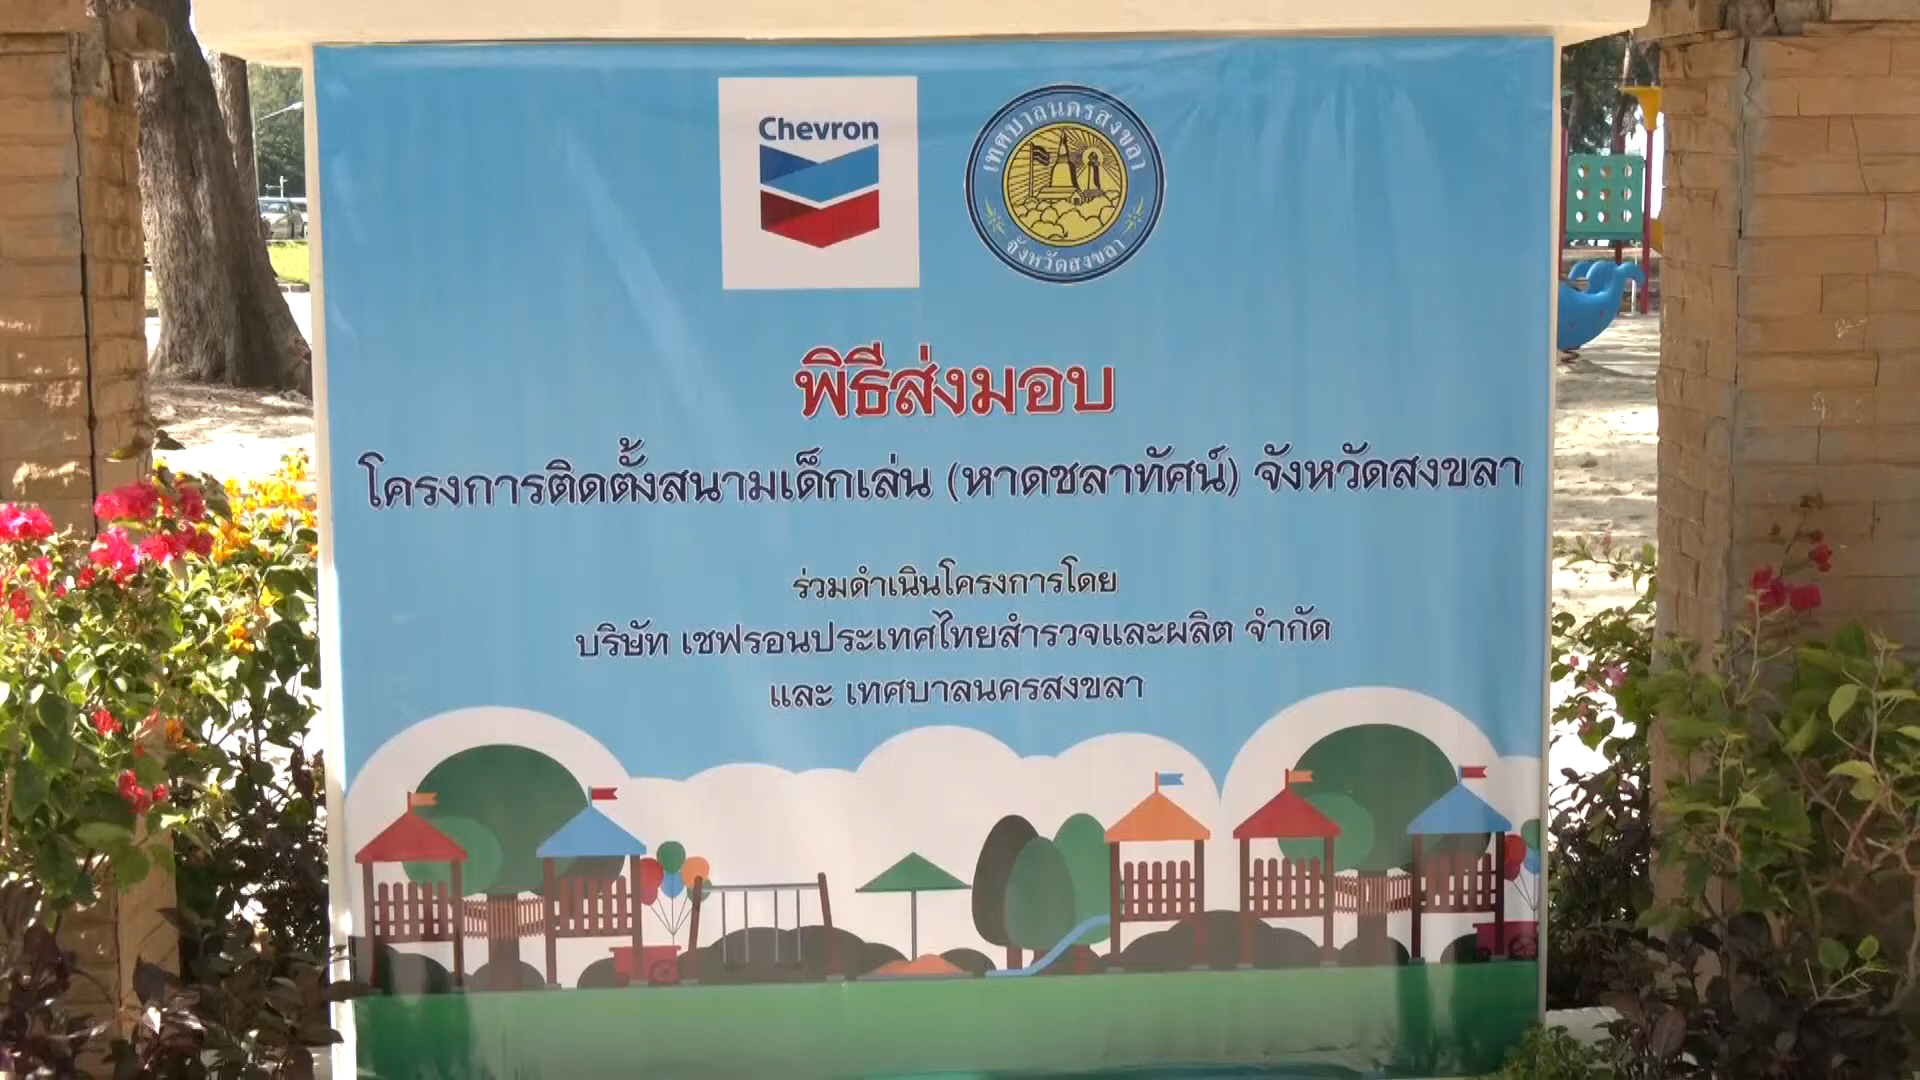 Chevron
เทศบาลนครสงขลา
จังหวัดสงขลา
พิธีส่งมอบ
โครงการติดตั้งสนามเด็กเล่น (หาดชลาทัศน์) จังหวัดสงขลา
ร่วมดำเนินโครงการโดย
บริษัท เชฟรอนประเทศไทยสำรวจและผลิต จำกัด
และ เทศบาลนครสงขลา